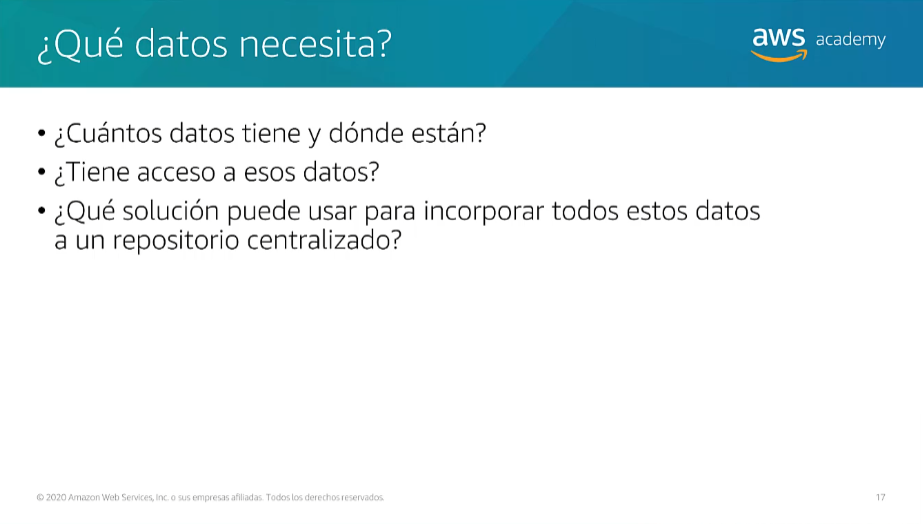 ¿Qué datos necesita?
aws academy
• ¿Cuántos datos tiene y dónde están?
• ¿Tiene acceso a esos datos?
• ¿Qué solución puede usar para incorporar todos estos datos
a un repositorio centralizado?
© 2020 Amazon Web Services, Inc. o sus empresas afiliadas. Todos los derechos reservados.
17